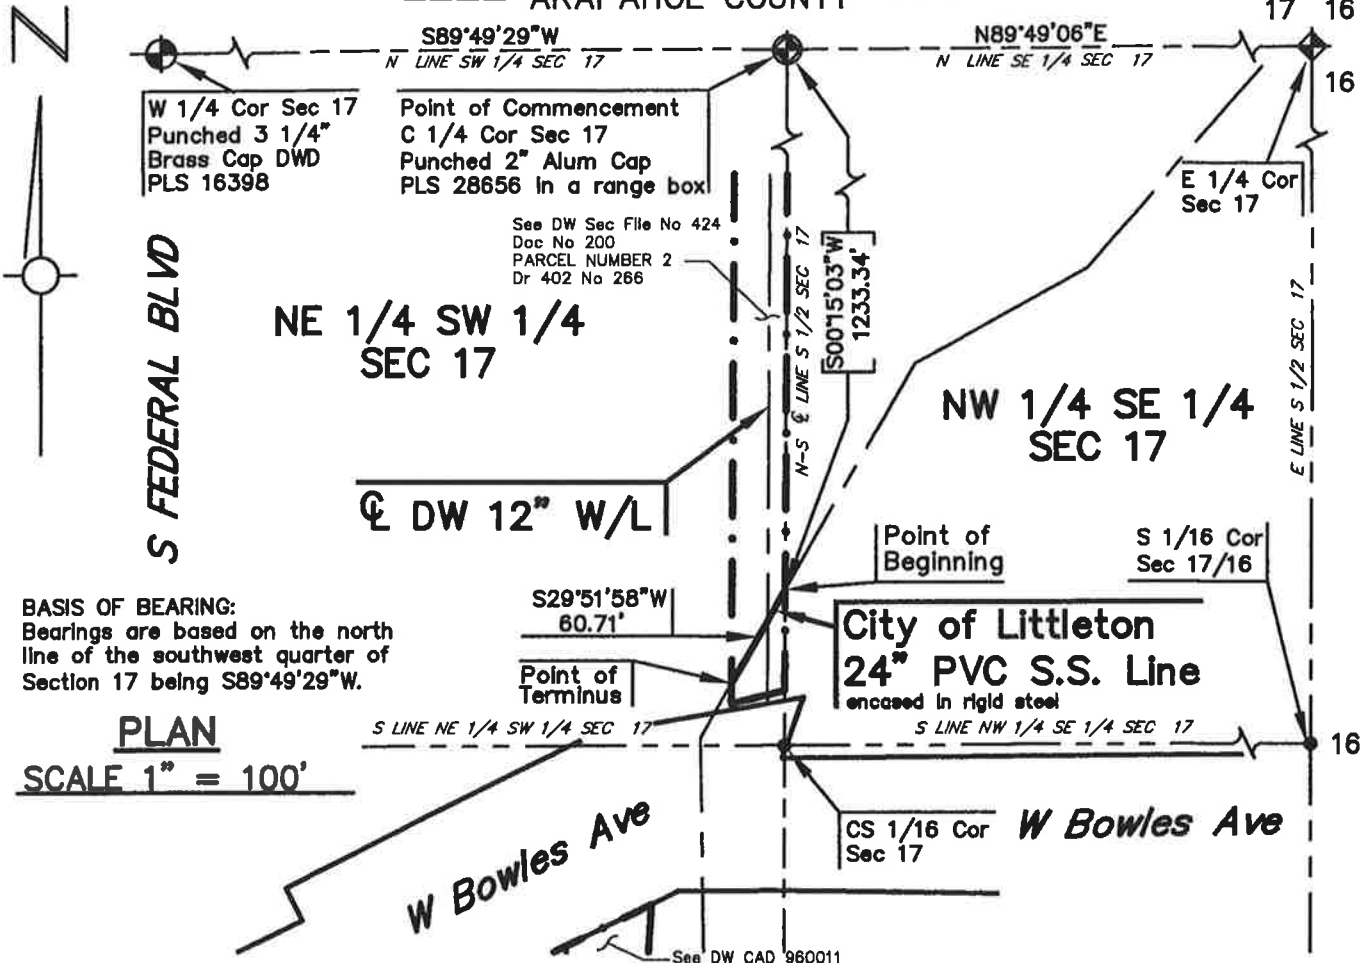 ARAPAHOE COUNTY
17 16
N
S89°49'29"W
N LINE SW 1/4 SEC 17
N89°49'06"E
N LINE SE 1/4 SEC 17
16
W 1/4 Cor Sec 17
Punched 3 1/4"
Brass Cap DWD
PLS 16398
Point of Commencement
C 1/4 Cor Sec 17
Punched 2" Alum Cap
PLS 28656 in a range box
E 1/4 Cor
Sec 17
See DW Sec File No 424
Doc No 200
PARCEL NUMBER 2
Dr 402 No 266
S FEDERAL BLVD
NE 1/4 SW 1/4
SEC 17
N-S ℄ LINE S 1/2 SEC 17
S00°15'03"W
1233.34'
NW 1/4 SE 1/4
SEC 17
E LINE S 1/2 SEC 17
℄ DW 12" W/L
Point of
Beginning
S 1/16 Cor
Sec 17/16
BASIS OF BEARING:
Bearings are based on the north
line of the southwest quarter of
Section 17 being S89°49'29"W.
S29°51'58"W
60.71'
Point of
Terminus
City of Littleton
24" PVC S.S. Line
encased in rigid steel
PLAN
SCALE 1" = 100'
S LINE NE 1/4 SW 1/4 SEC 17
S LINE NW 1/4 SE 1/4 SEC 17
16
W Bowles Ave
CS 1/16 Cor
Sec 17
W Bowles Ave
See DW CAD 960011